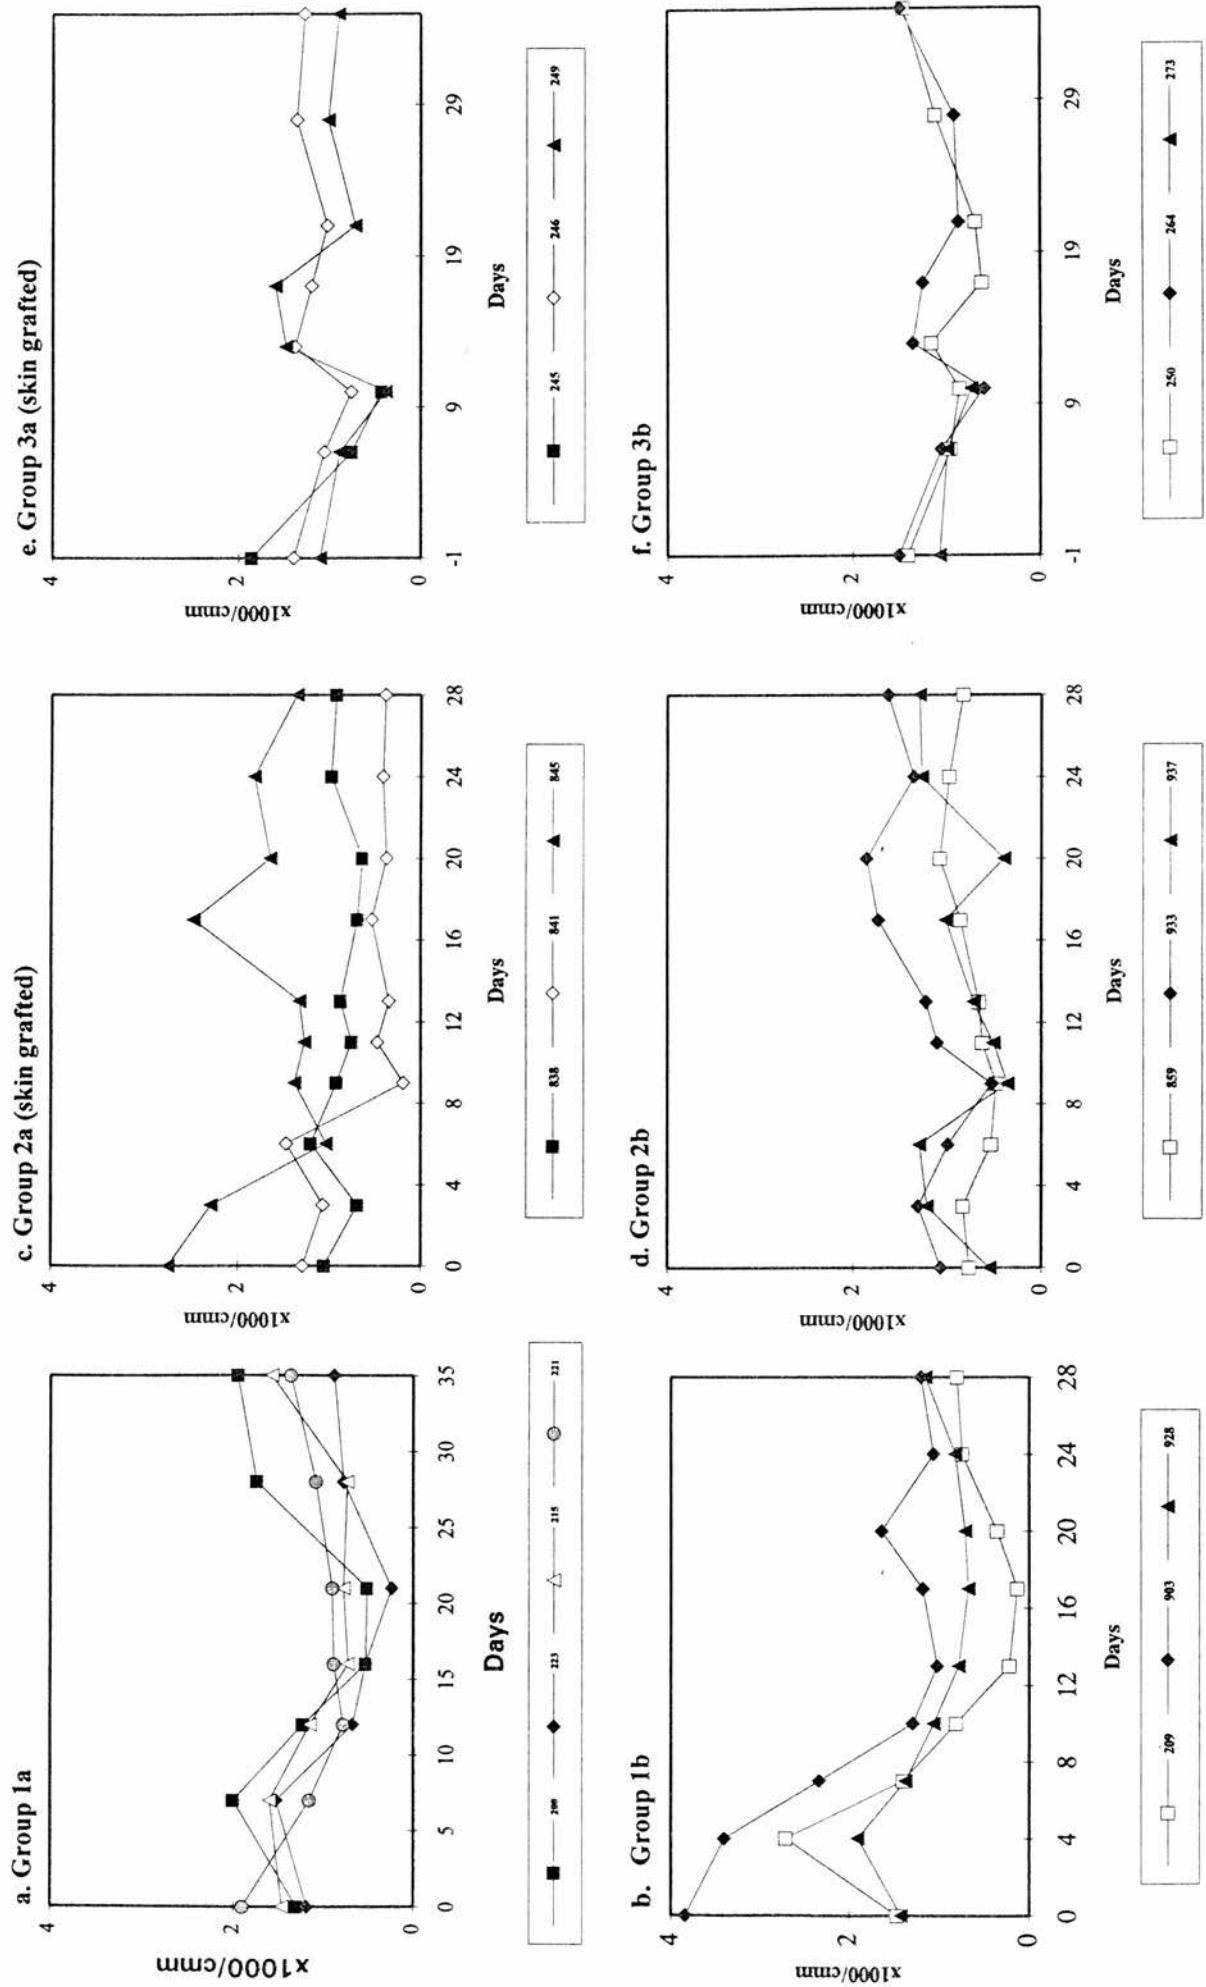 a. Group 1a
x1000/cmm
4
2
0
0 5 10 15 20 25 30 35
Days
200 223 215 221
c. Group 2a (skin grafted)
x1000/cmm
4
2
0
0 4 8 12 16 20 24 28
Days
838 841 845
e. Group 3a (skin grafted)
x1000/cmm
4
2
0
-1 9 19 29
Days
245 246 249
b. Group 1b
x1000/cmm
4
2
0
0 4 8 12 16 20 24 28
Days
209 903 928
d. Group 2b
x1000/cmm
4
2
0
0 4 8 12 16 20 24 28
Days
859 933 937
f. Group 3b
x1000/cmm
4
2
0
-1 9 19 29
Days
250 264 273